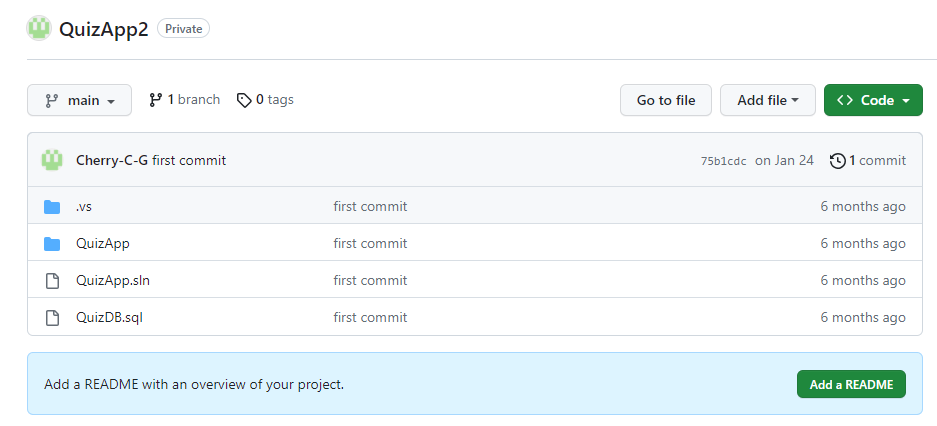 QuizApp2 Private
main 1 branch 0 tags Go to file Add file <> Code
Cherry-C-G first commit 75b1cdc on Jan 24 1 commit
.vs first commit 6 months ago
QuizApp first commit 6 months ago
QuizApp.sln first commit 6 months ago
QuizDB.sql first commit 6 months ago
Add a README with an overview of your project. Add a README